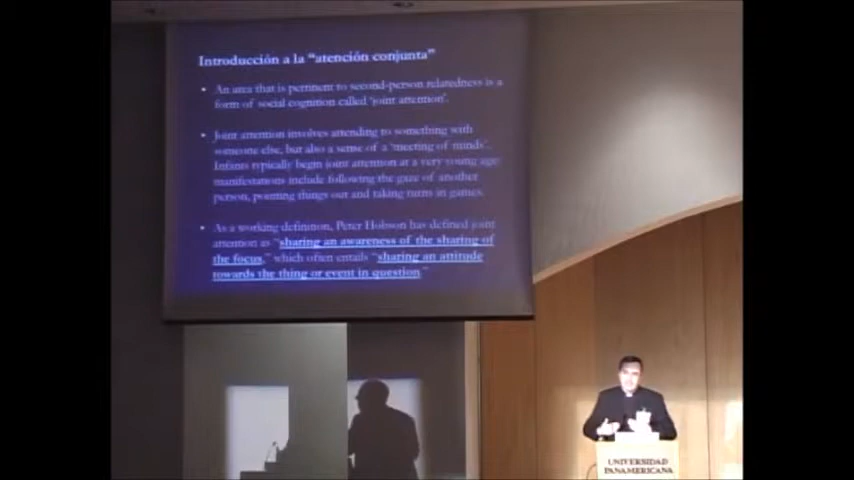 Introducción a la "atención conjunta"
• An area that is pertinent to second-person relatedness is a
form of social cognition called 'joint attention'.
• Joint attention involves attending to something with
someone else, but also a sense of a 'meeting of minds'.
Infants typically begin joint attention at a very young age:
manifestations include following the gaze of another
person, pointing things out and taking turns in games.
• As a working definition, Peter Hobson has defined joint
attention as "sharing an awareness of the sharing of
the focus," which often entails "sharing an attitude
towards the thing or event in question."
UNIVERSIDAD
PANAMERICANA